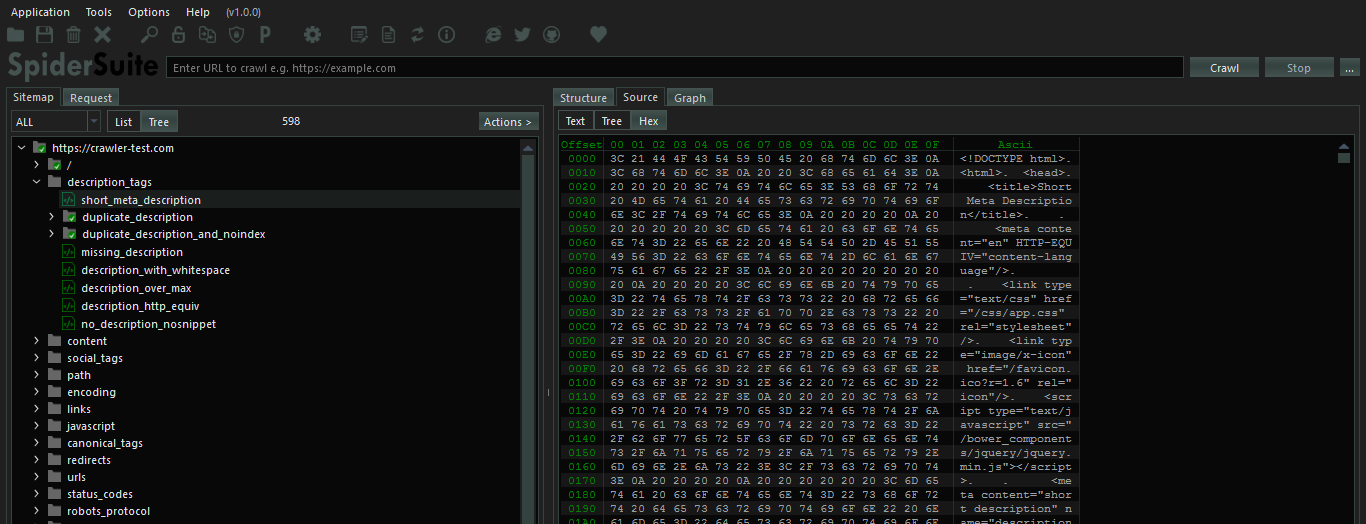 Application Tools Options Help (v1.0.0)
SpiderSuite Enter URL to crawl e.g. https://example.com Crawl Stop ...
Sitemap Request
ALL List Tree 598 Actions >
https://crawler-test.com
/
description_tags
short_meta_description
duplicate_description
duplicate_description_and_noindex
missing_description
description_with_whitespace
description_over_max
description_http_equiv
no_description_nosnippet
content
social_tags
path
encoding
links
javascript
canonical_tags
redirects
urls
status_codes
robots_protocol
Structure Source Graph
Text Tree Hex
Offset 00 01 02 03 04 05 06 07 08 09 0A 0B 0C 0D 0E 0F Ascii
0000 3C 21 44 4F 43 54 59 50 45 20 68 74 6D 6C 3E 0A <!DOCTYPE html>.
0010 3C 68 74 6D 6C 3E 0A 20 20 3C 68 65 61 64 3E 0A <html>. <head>.
0020 20 20 20 20 3C 74 69 74 6C 65 3E 53 68 6F 72 74 <title>Short
0030 20 4D 65 74 61 20 44 65 73 63 72 69 70 74 69 6F Meta Descriptio
0040 6E 3C 2F 74 69 74 6C 65 3E 0A 20 20 20 20 0A 20 n</title>. .
0050 20 20 20 20 20 3C 6D 65 74 61 20 63 6F 6E 74 65 <meta conte
0060 6E 74 3D 22 65 6E 22 20 48 54 54 50 2D 45 51 55 nt="en" HTTP-EQU
0070 49 56 3D 22 63 6F 6E 74 65 6E 74 2D 6C 61 6E 67 IV="content-lang
0080 75 61 67 65 22 2F 3E 0A 20 20 20 20 20 20 20 20 uage"/>.
0090 20 0A 20 20 20 20 3C 6C 69 6E 6B 20 74 79 70 65 . <link type
00A0 3D 22 74 65 78 74 2F 63 73 73 22 20 68 72 65 66 ="text/css" href
00B0 3D 22 2F 63 73 73 2F 61 70 70 2E 63 73 73 22 20 ="/css/app.css"
00C0 72 65 6C 3D 22 73 74 79 6C 65 73 68 65 65 74 22 rel="stylesheet"
00D0 2F 3E 0A 20 20 20 20 3C 6C 69 6E 6B 20 74 79 70 />. <link typ
00E0 65 3D 22 69 6D 61 67 65 2F 78 2D 69 63 6F 6E 22 e="image/x-icon"
00F0 20 68 72 65 66 3D 22 2F 66 61 76 69 63 6F 6E 2E href="/favicon.
0100 69 63 6F 3F 72 3D 31 2E 36 22 20 72 65 6C 3D 22 ico?r=1.6" rel="
0110 69 63 6F 6E 22 2F 3E 0A 20 20 20 20 3C 73 63 72 icon"/>. <scr
0120 69 70 74 20 74 79 70 65 3D 22 74 65 78 74 2F 6A ipt type="text/j
0130 61 76 61 73 63 72 69 70 74 22 20 73 72 63 3D 22 avascript" src="
0140 2F 62 6F 77 65 72 5F 63 6F 6D 70 6F 6E 65 6E 74 /bower_component
0150 73 2F 6A 71 75 65 72 79 2F 6A 71 75 65 72 79 2E s/jquery/jquery.
0160 6D 69 6E 2E 6A 73 22 3E 3C 2F 73 63 72 69 70 74 min.js"></script
0170 3E 0A 20 20 20 20 0A 20 20 20 20 20 20 3C 6D 65 >. . <me
0180 74 61 20 63 6F 6E 74 65 6E 74 3D 22 73 68 6F 72 ta content="shor
0190 74 20 64 65 73 63 72 69 70 74 69 6F 6E 22 20 6E t description" n
01A0 61 6D 65 3D 22 64 65 73 63 72 69 70 74 69 6F 6E ame="description